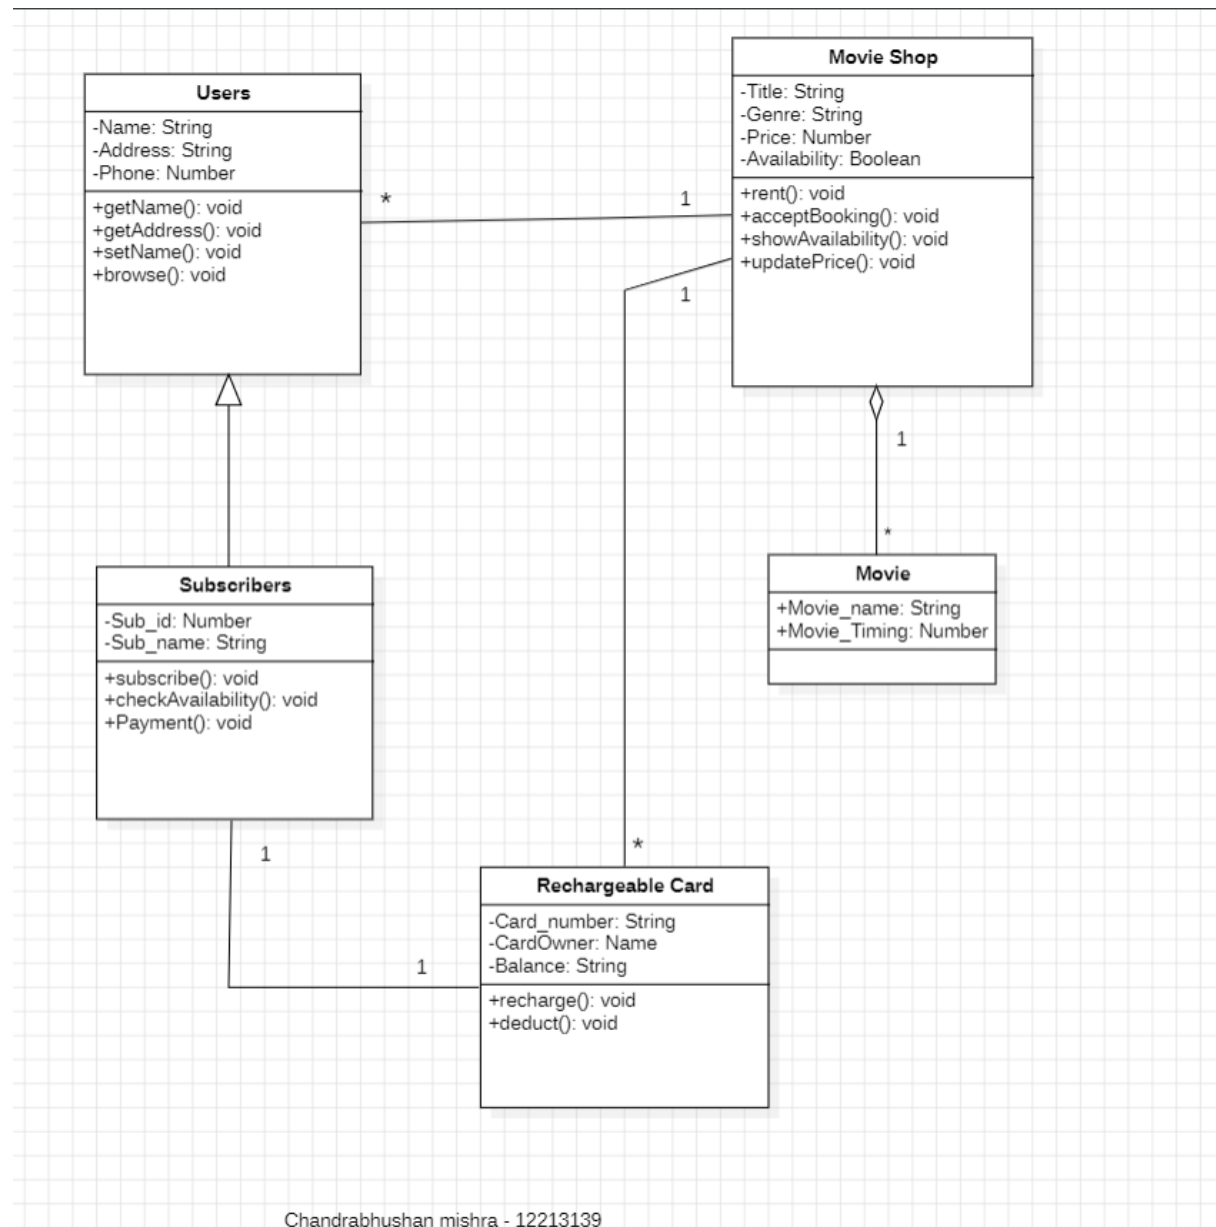 Users
-Name: String
-Address: String
-Phone: Number
+getName(): void
+getAddress(): void
+setName(): void
+browse(): void
*
1
Movie Shop
-Title: String
-Genre: String
-Price: Number
-Availability: Boolean
+rent(): void
+acceptBooking(): void
+showAvailability(): void
+updatePrice(): void
1
1
*
Movie
+Movie_name: String
+Movie_Timing: Number
Subscribers
-Sub_id: Number
-Sub_name: String
+subscribe(): void
+checkAvailability(): void
+Payment(): void
1
1
*
Rechargeable Card
-Card_number: String
-CardOwner: Name
-Balance: String
+recharge(): void
+deduct(): void
Chandrabhushan mishra - 12213139